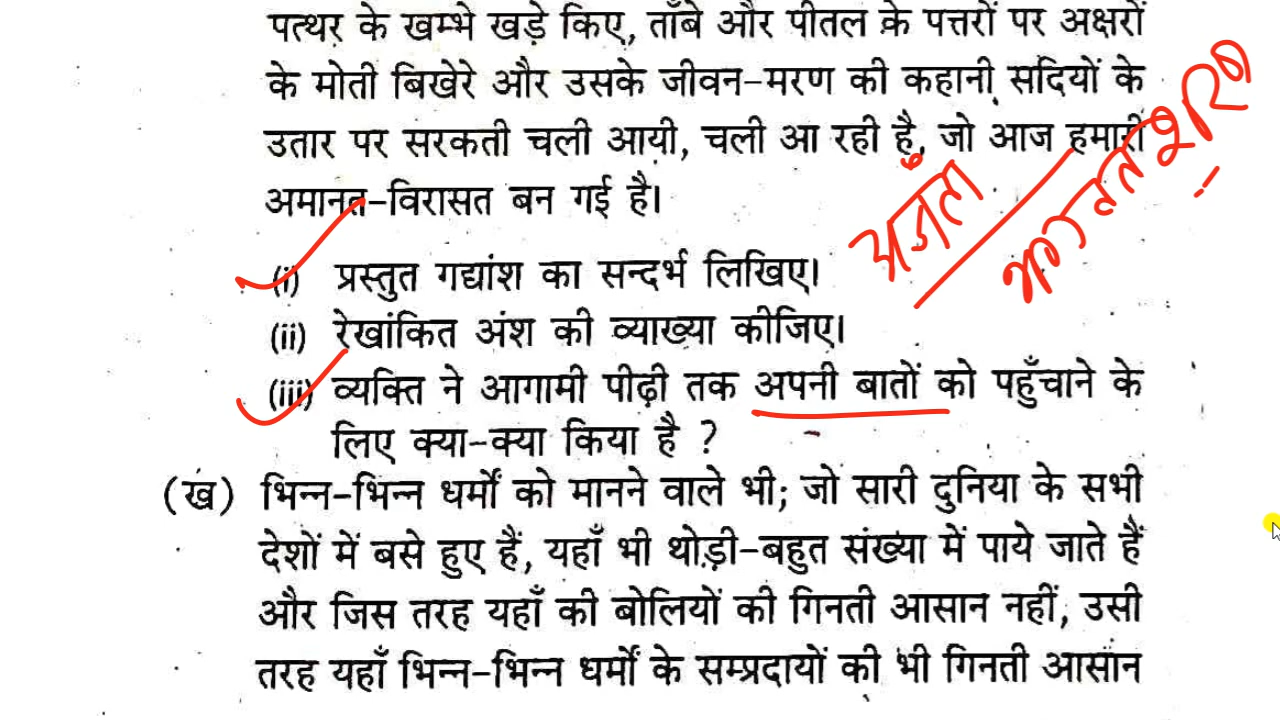 पत्थर के खम्भे खड़े किए, ताँबे और पीतल के पत्तरों पर अक्षरों
के मोती बिखेरे और उसके जीवन-मरण की कहानी सदियों के
उतार पर सरकती चली आयी, चली आ रही है, जो आज हमारी
अमानत-विरासत बन गई है।
अजंता
(i) प्रस्तुत गद्यांश का सन्दर्भ लिखिए।
(ii) रेखांकित अंश की व्याख्या कीजिए।
(iii) व्यक्ति ने आगामी पीढ़ी तक अपनी बातों को पहुँचाने के
लिए क्या-क्या किया है ?
(ख) भिन्न-भिन्न धर्मों को मानने वाले भी; जो सारी दुनिया के सभी
देशों में बसे हुए हैं, यहाँ भी थोड़ी-बहुत संख्या में पाये जाते हैं
और जिस तरह यहाँ की बोलियों की गिनती आसान नहीं, उसी
तरह यहाँ भिन्न-भिन्न धर्मों के सम्प्रदायों की भी गिनती आसान